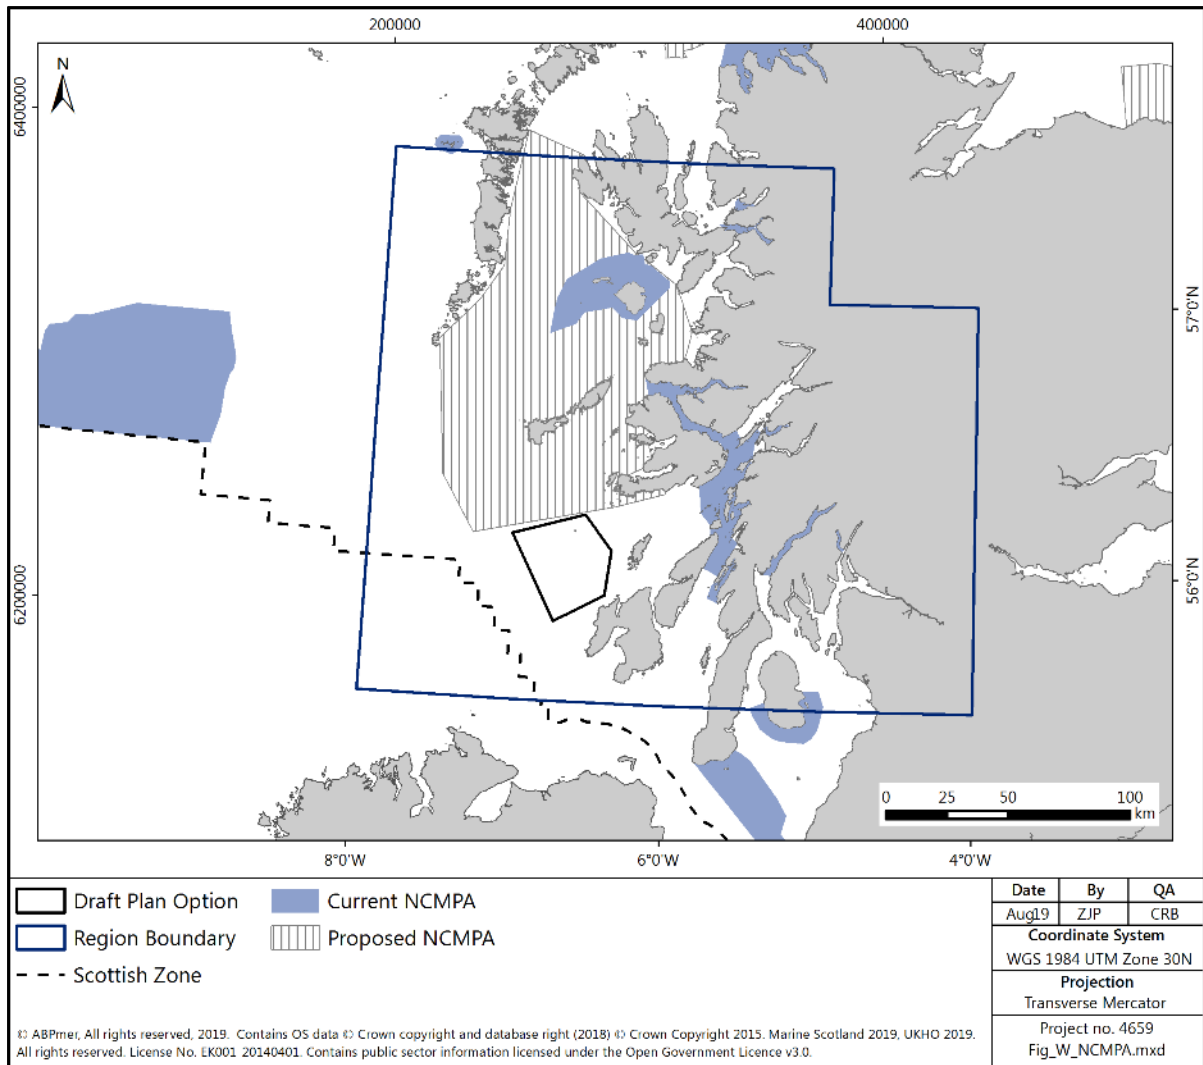 200000
400000
N
6400000
57°0'N
6200000
56°0'N
0 25 50 100
km
8°0'W
6°0'W
4°0'W
Draft Plan Option
Current NCMPA
Region Boundary
Proposed NCMPA
Scottish Zone
Date By QA
Aug19 ZJP CRB
Coordinate System
WGS 1984 UTM Zone 30N
Projection
Transverse Mercator
Project no. 4659
Fig_W_NCMPA.mxd
© ABPmer, All rights reserved, 2019. Contains OS data © Crown copyright and database right (2018) © Crown Copyright 2015. Marine Scotland 2019, UKHO 2019.
All rights reserved. License No. EK001_20140401. Contains public sector information licensed under the Open Government Licence v3.0.